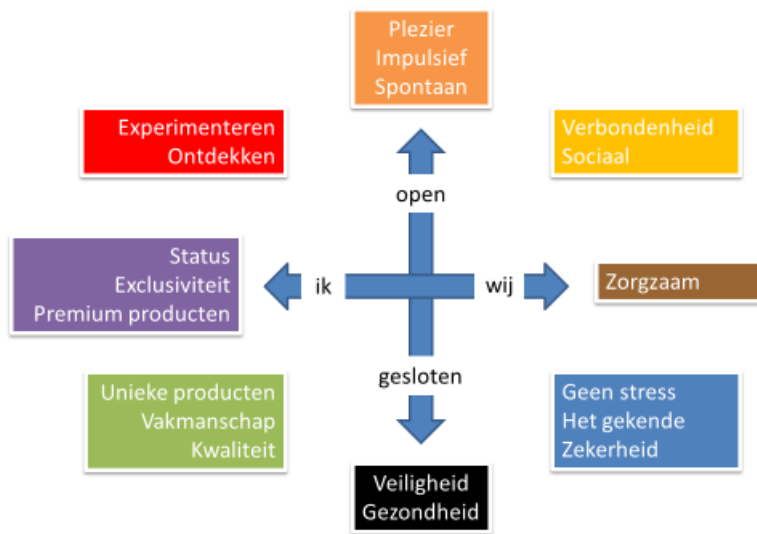 Plezier
Impulsief
Spontaan
Experimenteren
Ontdekken
Verbondenheid
Sociaal
open
Status
Exclusiviteit
Premium producten
ik
wij
Zorgzaam
gesloten
Unieke producten
Vakmanschap
Kwaliteit
Geen stress
Het gekende
Zekerheid
Veiligheid
Gezondheid